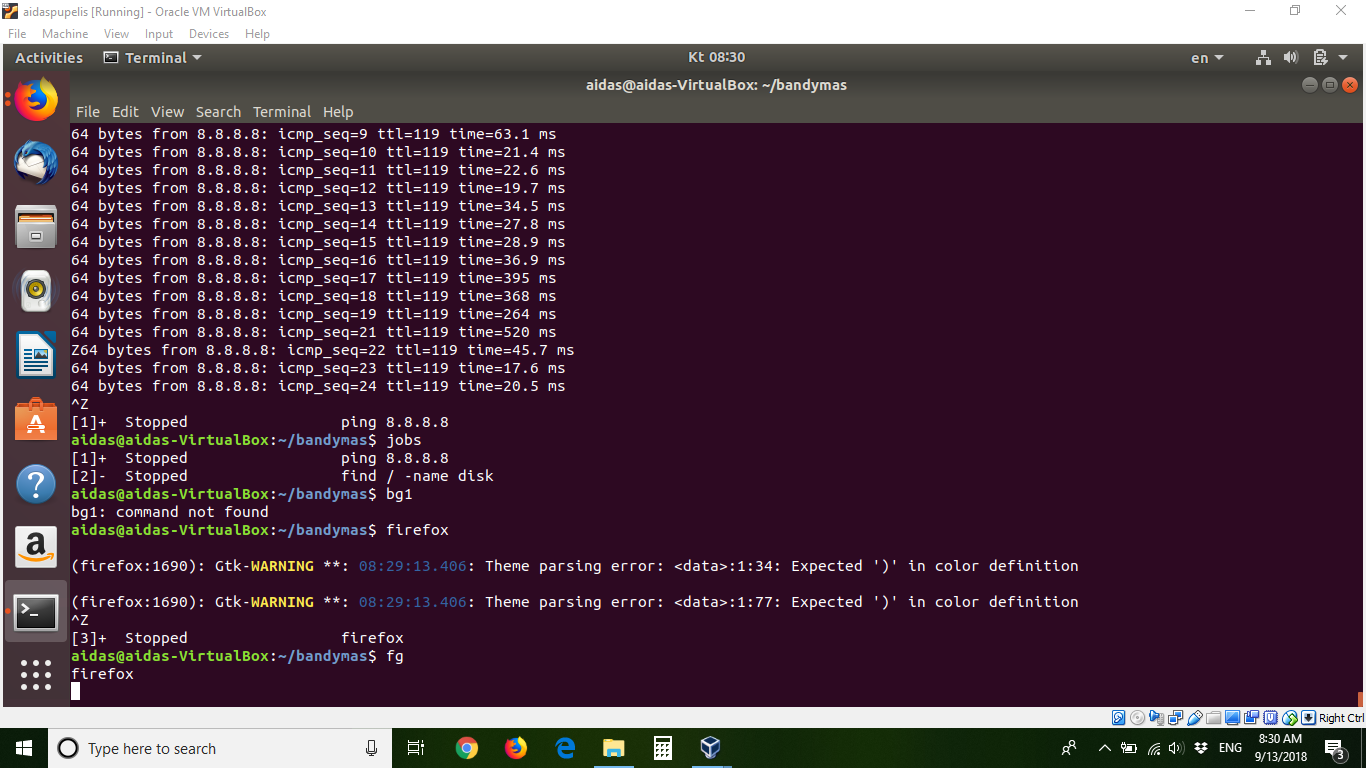 aidaspupelis [Running] - Oracle VM VirtualBox
File Machine View Input Devices Help
Activities Terminal Kt 08:30 en
aidas@aidas-VirtualBox: ~/bandymas
File Edit View Search Terminal Help
64 bytes from 8.8.8.8: icmp_seq=9 ttl=119 time=63.1 ms
64 bytes from 8.8.8.8: icmp_seq=10 ttl=119 time=21.4 ms
64 bytes from 8.8.8.8: icmp_seq=11 ttl=119 time=22.6 ms
64 bytes from 8.8.8.8: icmp_seq=12 ttl=119 time=19.7 ms
64 bytes from 8.8.8.8: icmp_seq=13 ttl=119 time=34.5 ms
64 bytes from 8.8.8.8: icmp_seq=14 ttl=119 time=27.8 ms
64 bytes from 8.8.8.8: icmp_seq=15 ttl=119 time=28.9 ms
64 bytes from 8.8.8.8: icmp_seq=16 ttl=119 time=36.9 ms
64 bytes from 8.8.8.8: icmp_seq=17 ttl=119 time=395 ms
64 bytes from 8.8.8.8: icmp_seq=18 ttl=119 time=368 ms
64 bytes from 8.8.8.8: icmp_seq=19 ttl=119 time=264 ms
64 bytes from 8.8.8.8: icmp_seq=21 ttl=119 time=520 ms
Z64 bytes from 8.8.8.8: icmp_seq=22 ttl=119 time=45.7 ms
64 bytes from 8.8.8.8: icmp_seq=23 ttl=119 time=17.6 ms
64 bytes from 8.8.8.8: icmp_seq=24 ttl=119 time=20.5 ms
^Z
[1]+  Stopped                 ping 8.8.8.8
aidas@aidas-VirtualBox:~/bandymas$ jobs
[1]+  Stopped                 ping 8.8.8.8
[2]-  Stopped                 find / -name disk
aidas@aidas-VirtualBox:~/bandymas$ bg1
bg1: command not found
aidas@aidas-VirtualBox:~/bandymas$ firefox
(firefox:1690): Gtk-WARNING **: 08:29:13.406: Theme parsing error: <data>:1:34: Expected ')' in color definition
(firefox:1690): Gtk-WARNING **: 08:29:13.406: Theme parsing error: <data>:1:77: Expected ')' in color definition
^Z
[3]+  Stopped                 firefox
aidas@aidas-VirtualBox:~/bandymas$ fg
firefox
Right Ctrl
Type here to search
ENG
8:30 AM
9/13/2018
3